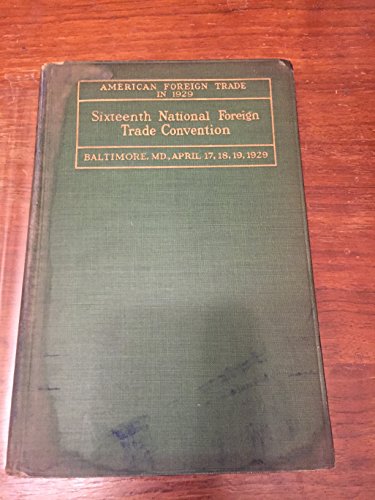 AMERICAN FOREIGN TRADE
IN 1929
Sixteenth National Foreign
Trade Convention
BALTIMORE, MD., APRIL 17, 18, 19, 1929